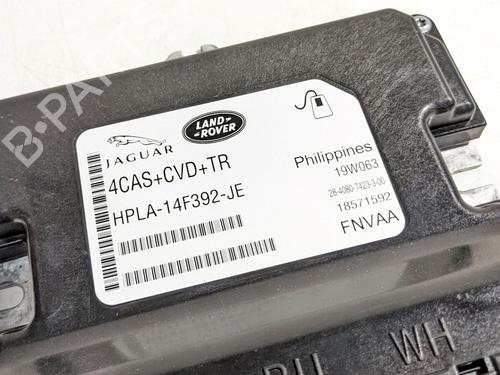 B-PARTS
JAGUAR
LAND ROVER
4CAS+CVD+TR
HPLA-14F392-JE
Philippines
19W063
28-4080-7423-3-00
18571592
FNVAA
WH